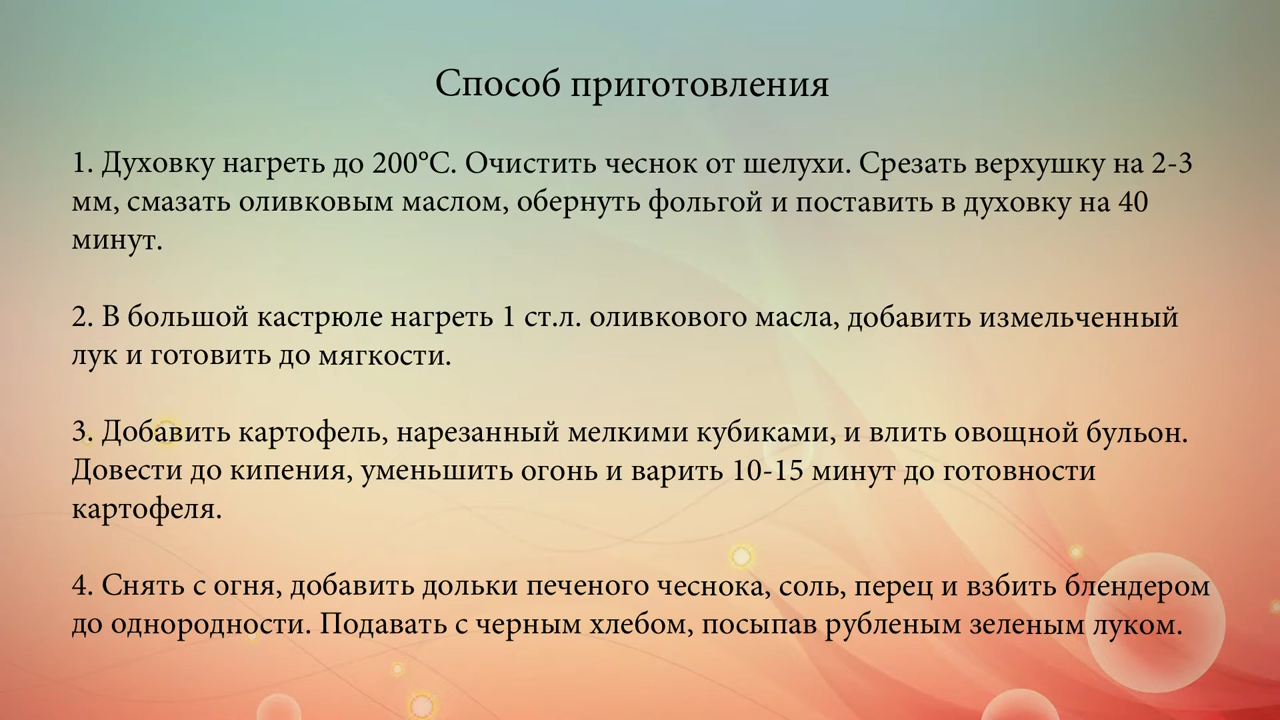 Способ приготовления
1. Духовку нагреть до 200°С. Очистить чеснок от шелухи. Срезать верхушку на 2-3
мм, смазать оливковым маслом, обернуть фольгой и поставить в духовку на 40
минут.
2. В большой кастрюле нагреть 1 ст.л. оливкового масла, добавить измельченный
лук и готовить до мягкости.
3. Добавить картофель, нарезанный мелкими кубиками, и влить овощной бульон.
Довести до кипения, уменьшить огонь и варить 10-15 минут до готовности
картофеля.
4. Снять с огня, добавить дольки печеного чеснока, соль, перец и взбить блендером
до однородности. Подавать с черным хлебом, посыпав рубленым зеленым луком.